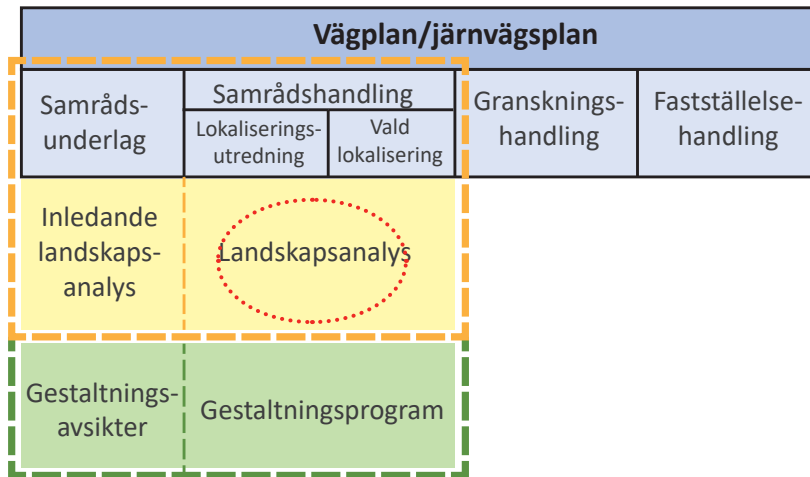 Vägplan/järnvägsplan
Samråds-
underlag
Samrådshandling
Lokaliserings-
utredning
Vald
lokalisering
Gransknings-
handling
Fastställelse-
handling
Inledande
landskaps-
analys
Landskapsanalys
Gestaltnings-
avsikter
Gestaltningsprogram